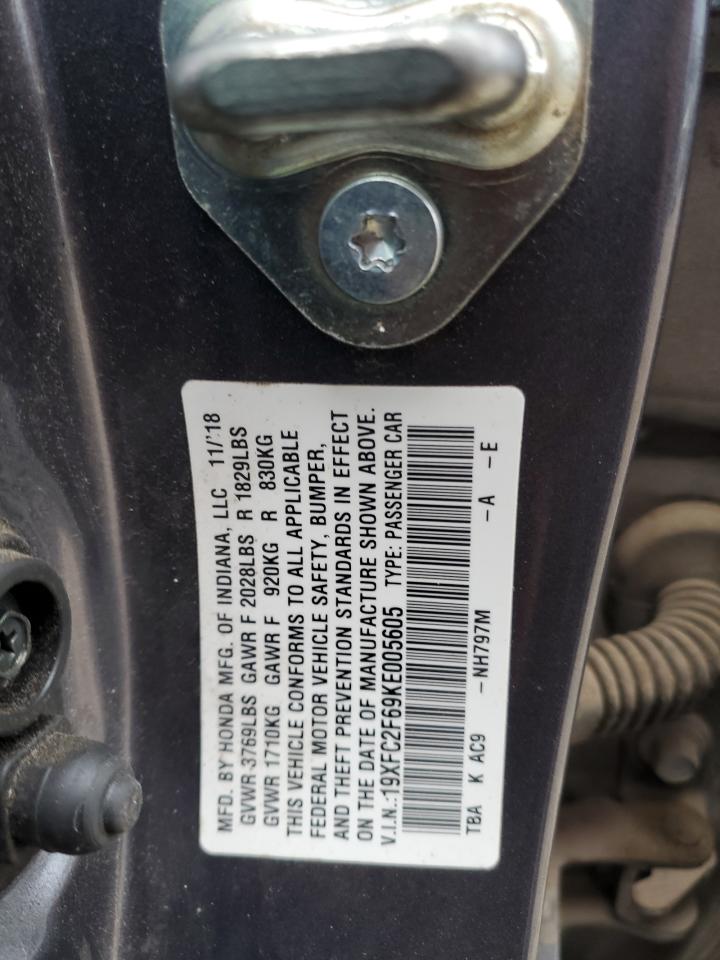 MFD. BY HONDA MFG. OF INDIANA, LLC 11/'18
GVWR 3769LBS GAWR F 2028LBS R 1829LBS
GVWR 1710KG GAWR F 920KG R 830KG
THIS VEHICLE CONFORMS TO ALL APPLICABLE
FEDERAL MOTOR VEHICLE SAFETY, BUMPER,
AND THEFT PREVENTION STANDARDS IN EFFECT
ON THE DATE OF MANUFACTURE SHOWN ABOVE.
V.I.N.:19XFC2F69KE005605 TYPE: PASSENGER CAR
TBA K AC9 -NH797M -A -E